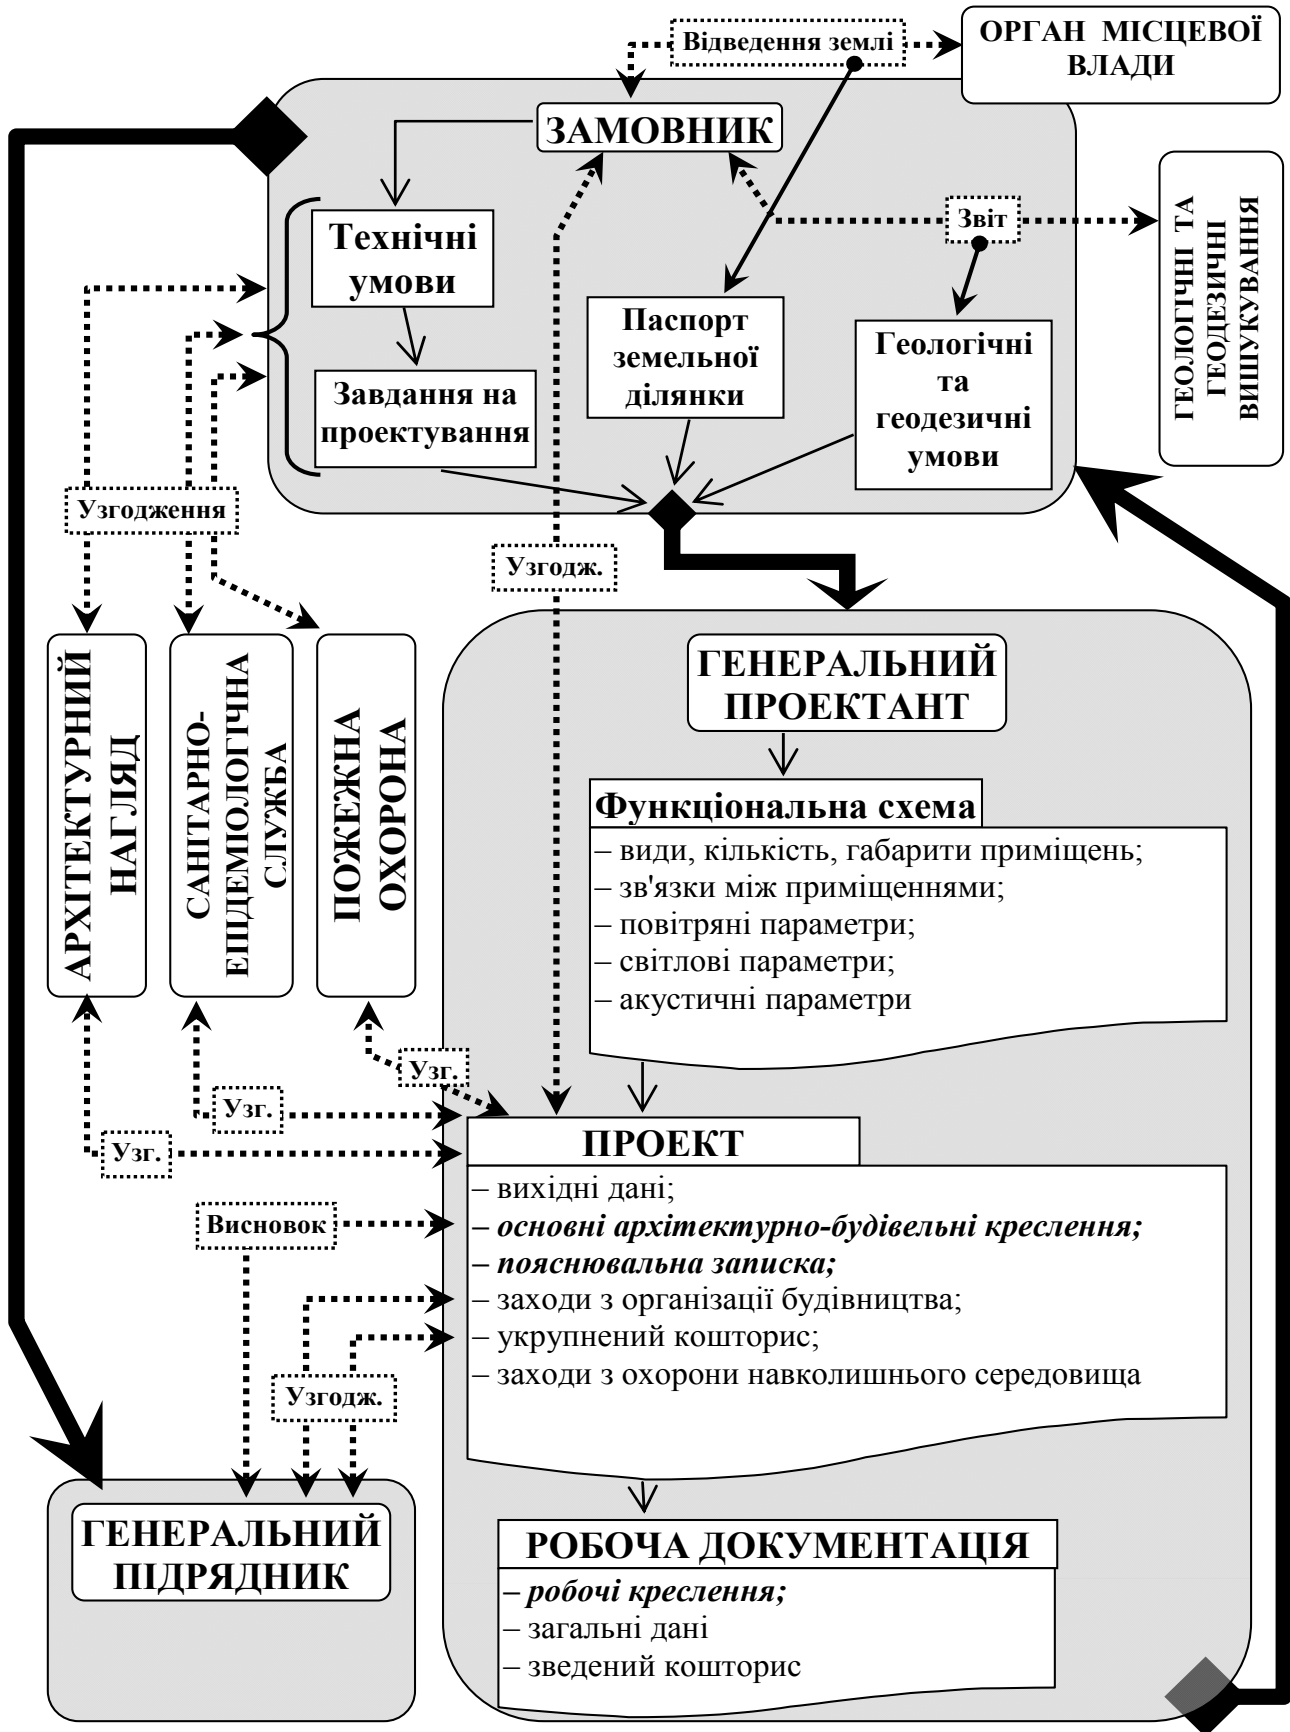 Відведення землі
ОРГАН МІСЦЕВОЇ
ВЛАДИ
ЗАМОВНИК
Звіт
ГЕОЛОГІЧНІ ТА
ГЕОДЕЗИЧНІ
ВИШУКУВАННЯ
Технічні
умови
Паспорт
земельної
ділянки
Геологічні
та
геодезичні
умови
Завдання на
проектування
Узгодження
Узгодж.
АРХІТЕКТУРНИЙ
НАГЛЯД
САНІТАРНО-
ЕПІДЕМІОЛОГІЧНА
СЛУЖБА
ПОЖЕЖНА
ОХОРОНА
ГЕНЕРАЛЬНИЙ
ПРОЕКТАНТ
Функціональна схема
– види, кількість, габарити приміщень;
– зв'язки між приміщеннями;
– повітряні параметри;
– світлові параметри;
– акустичні параметри
Узг.
Узг.
Узг.
ПРОЕКТ
– вихідні дані;
– основні архітектурно-будівельні креслення;
– пояснювальна записка;
– заходи з організації будівництва;
– укрупнений кошторис;
– заходи з охорони навколишнього середовища
Висновок
Узгодж.
ГЕНЕРАЛЬНИЙ
ПІДРЯДНИК
РОБОЧА ДОКУМЕНТАЦІЯ
– робочі креслення;
– загальні дані
– зведений кошторис